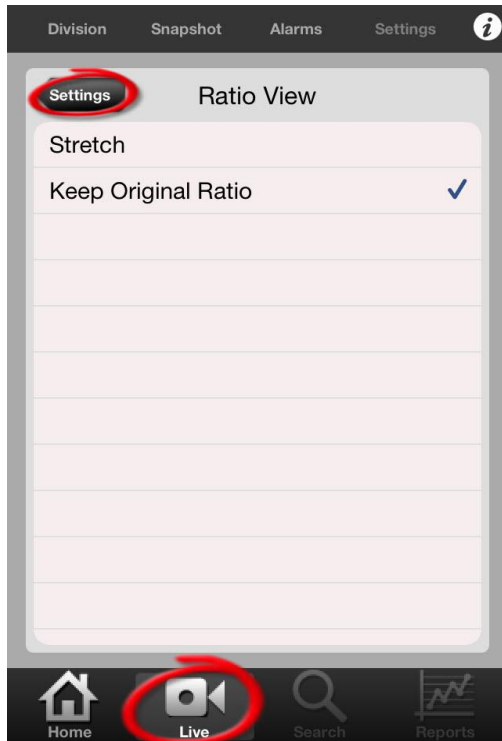 Division Snapshot Alarms Settings i
Settings Ratio View
Stretch
Keep Original Ratio
Home Live Search Reports